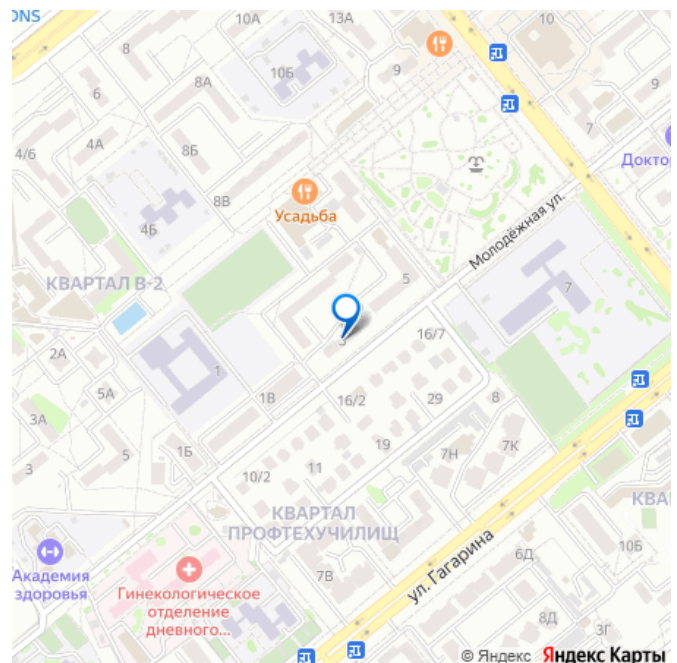 ONS
10А
13А
10
8
10Б
9
9
6
8А
7
4А
8Б
4/6
Доктор
8В
4Б
Усадьба
Молодёжная ул.
КВАРТАЛ В-2
5
7
3
16/7
2А
1
5А
1В
16/2
29
8
3А
5
1Б
19
7Н
7К
3
10/2
11
КВАРТАЛ
ПРОФТЕХУЧИЛИЩ
КВА
10Б
Академия
здоровья
Гинекологическое
отделение
дневного...
7В
ул. Гагарина
6Д
8Д
3Г
© Яндекс Яндекс Карты